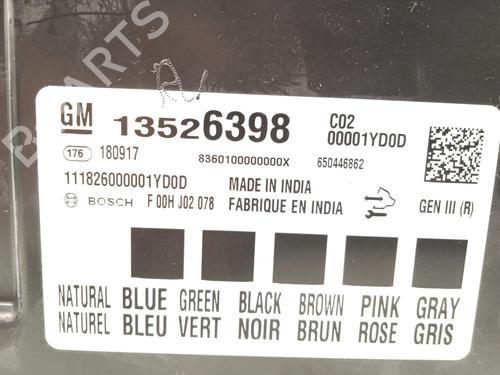 B PARTS
GM 13526398 C02
00001YD0D
176 180917 8360100000000X 650446862
111826000001YD0D MADE IN INDIA
BOSCH F 00H J02 078 FABRIQUE EN INDIA GEN III (R)
NATURAL BLUE GREEN BLACK BROWN PINK GRAY
NATUREL BLEU VERT NOIR BRUN ROSE GRIS